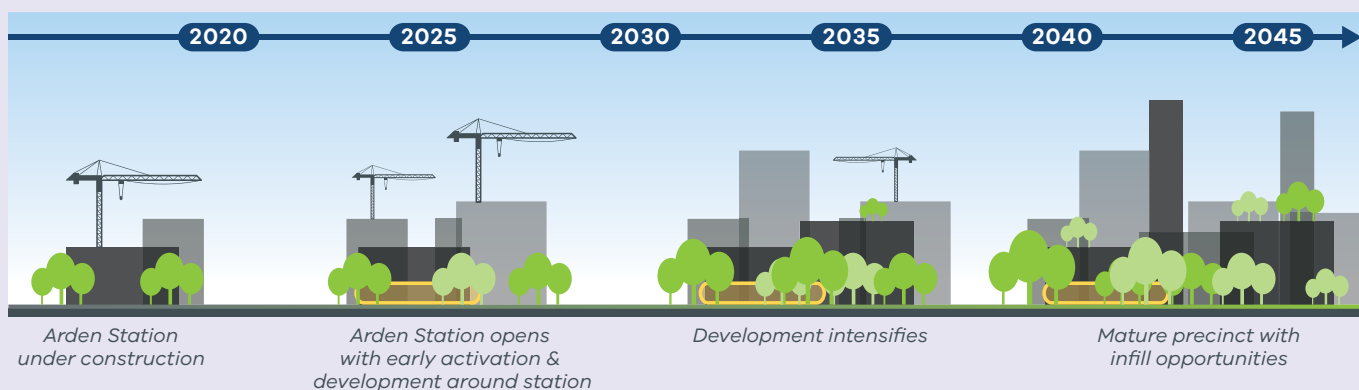 2020
2025
2030
2035
2040
2045
Arden Station
under construction
Arden Station opens
with early activation &
development around station
Development intensifies
Mature precinct with
infill opportunities